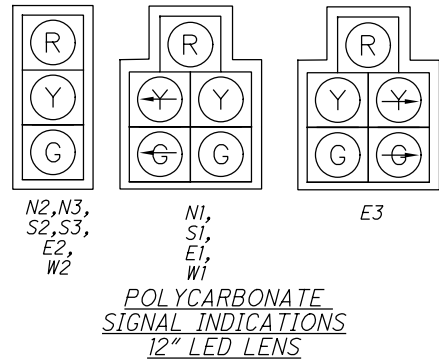 R
Y
G
N2,N3,
S2,S3,
E2,
W2
R
Y Y
G G
N1,
S1,
E1,
W1
R
Y Y
G G
E3
POLYCARBONATE
SIGNAL INDICATIONS
12" LED LENS